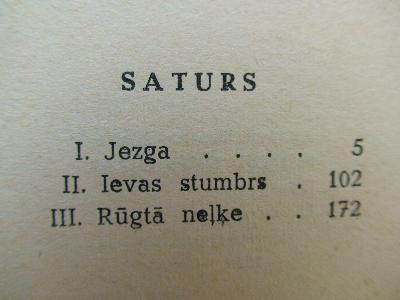 SATURS
I. Jezga . . . . 5
II. Ievas stumbrs . 102
III. Rūgtā neļķe . . 172